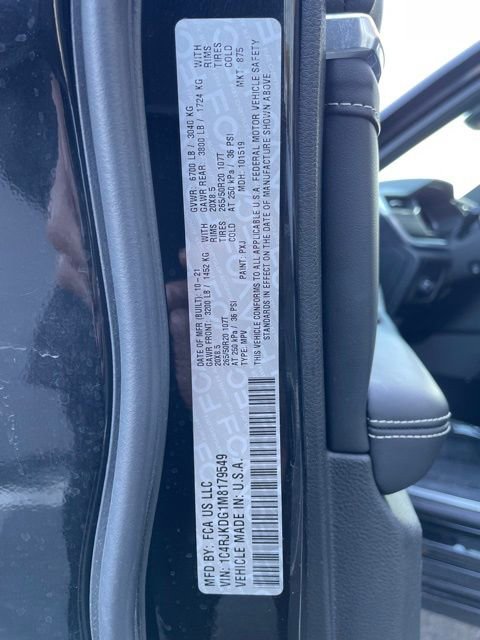 MFD BY: FCA US LLC
DATE OF MFR (BUILT) 10-21
GVWR: 6700 LB / 3040 KG
GAWR FRONT: 3200 LB / 1452 KG WITH
GAWR REAR 3800 LB / 1724 KG WITH
20X8.5 RIMS
20X8.5 RIMS
265/50R20 107T TIRES
265/50R20 107T TIRES
AT 250 kPa / 36 PSI COLD
AT 250 kPa / 36 PSI COLD
VIN: 1C4RJKDG1M8179549
TYPE: MPV
PAINT: PXJ
MDH: 101519
MKT: 875
VEHICLE MADE IN: U.S.A.
THIS VEHICLE CONFORMS TO ALL APPLICABLE U.S.A. FEDERAL MOTOR VEHICLE SAFETY
STANDARDS IN EFFECT ON THE DATE OF MANUFACTURE SHOWN ABOVE.